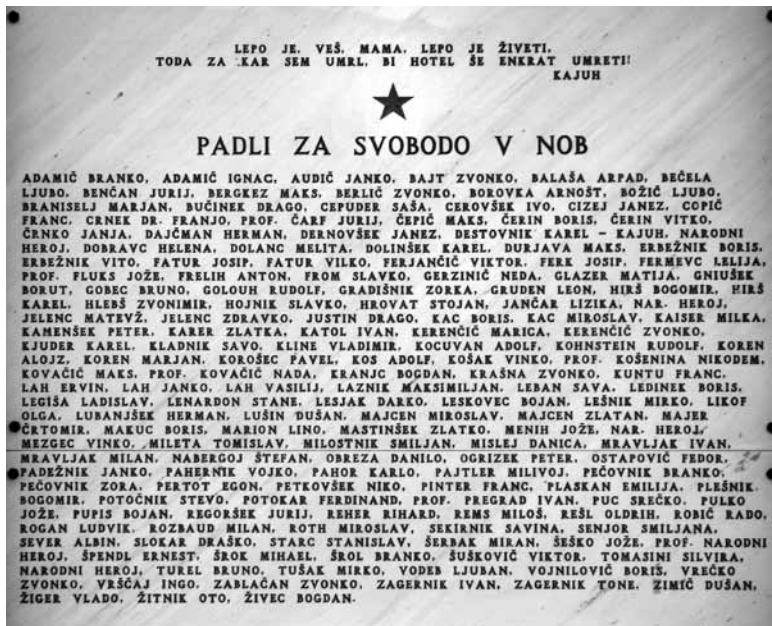 LEPO JE, VEŠ, MAMA, LEPO JE ŽIVETI,
TODA ZA KAR SEM UMRL, BI HOTEL ŠE ENKRAT UMRETI!
KAJUH
PADLI ZA SVOBODO V NOB
ADAMIČ BRANKO, ADAMIČ IGNAC, AUDIČ JANKO, BAJT ZVONKO, BALAŠA ARPAD, BEČELA
LJUBO, BENČAN JURIJ, BERGKEZ MAKS, BERLIČ ZVONKO, BOROVKA ARNOŠT, BOŽIČ LJUBO,
BRANISELJ MARJAN, BUČINEK DRAGO, CEPUDER SAŠA, CEROVŠEK IVO, CIZEJ JANEZ, COPIČ
FRANC, CRNEK DR. FRANJO, PROF. ČARF JURIJ, ČEPIČ MAKS, ČERIN BORIS, ČERIN VITKO,
ČRNKO JANJA, DAJČMAN HERMAN, DERNOVŠEK JANEZ, DESTOVNIK KAREL - KAJUH, NARODNI
HEROJ, DOBRAVC HELENA, DOLANC MELITA, DOLINŠEK KAREL, DURJAVA MAKS, ERBEŽNIK BORIS,
ERBEŽNIK VITO, FATUR JOSIP, FATUR VILKO, FERJANČIČ VIKTOR, FERK JOSIP, FERMEVC LELIJA,
PROF. FLUKS JOŽE, FRELIH ANTON, FROM SLAVKO, GERZINIČ NEDA, GLAZER MATIJA, GNIUŠEK
BORUT, GOBEC BRUNO, GOLOUH RUDOLF, GRADIŠNIK ZORKA, GRUDEN LEON, HIRŠ BOGOMIR, HIRŠ
KAREL, HLEBŠ ZVONIMIR, HOJNIK SLAVKO, HROVAT STOJAN, JANČAR LIZIKA, NAR. HEROJ,
JELENC MATEVŽ, JELENC ZDRAVKO, JUSTIN DRAGO, KAC BORIS, KAC MIROSLAV, KAISER MILKA,
KAMENŠEK PETER, KARER ZLATKA, KATOL IVAN, KERENČIČ MARICA, KERENČIČ ZVONKO,
KJUDER KAREL, KLADNIK SAVO, KLINE VLADIMIR, KOCUVAN ADOLF, KOHNSTEIN RUDOLF, KOREN
ALOJZ, KOREN MARJAN, KOROŠEC PAVEL, KOS ADOLF, KOŠAK VINKO, PROF. KOŠENINA NIKODEM,
KOVAČIČ MAKS, PROF. KOVAČIČ NADA, KRANJC BOGDAN, KRAŠNA ZVONKO, KUNTU FRANC,
LAH ERVIN, LAH JANKO, LAH VASILIJ, LAZNIK MAKSIMILJAN, LEBAN SAVA, LEDINEK BORIS,
LEGIŠA LADISLAV, LENARDON STANE, LESJAK DARKO, LESKOVEC BOJAN, LEŠNIK MIRKO, LIKOF
OLGA, LUBANJŠEK HERMAN, LUŠIN DUŠAN, MAJCEN MIROSLAV, MAJCEN ZLATAN, MAJER
ČRTOMIR, MAKUC BORIS, MARION LINO, MASTINŠEK ZLATKO, MENIH JOŽE, NAR. HEROJ,
MEZGEC VINKO, MILETA TOMISLAV, MILOSTNIK SMILJAN, MISLEJ DANICA, MRAVLJAK IVAN,
MRAVLJAK MILAN, NABERGOJ ŠTEFAN, OBREZA DANILO, OGRIZEK PETER, OSTAPOVIČ FEDOR,
PADEŽNIK JANKO, PAHERNIK VOJKO, PAHOR KARLO, PAJTLER MILIVOJ, PEČOVNIK BRANKO,
PEČOVNIK ZORA, PERTOT EGON, PETKOVŠEK NIKO, PINTER FRANC, PLASKAN EMILIJA, PLEŠNIK
BOGOMIR, POTOČNIK STEVO, POTOKAR FERDINAND, PROF. PREGRAD IVAN, PUC SREČKO, PULKO
JOŽE, PUPIS BOJAN, REGORŠEK JURIJ, REHER RIHARD, REMS MILOŠ, REŠL OLDRIH, ROBIČ RADO,
ROGAN LUDVIK, ROZBAUD MILAN, ROTH MIROSLAV, SEKIRNIK SAVINA, SENJOR SMILJANA,
SEVER ALBIN, SLOKAR DRAŠKO, STARC STANISLAV, ŠERBAK MIRAN, ŠEŠKO JOŽE, PROF. NARODNI
HEROJ, ŠPENDL ERNEST, ŠROK MIHAEL, ŠROL BRANKO, ŠUŠKOVIČ VIKTOR, TOMASINI SILVIRA,
NARODNI HEROJ, TUREL BRUNO, TUŠAK MIRKO, VODEB LJUBAN, VOJNILOVIČ BORIS, VREČKO
ZVONKO, VRŠČAJ INGO, ZABLAČAN ZVONKO, ZAGERNIK IVAN, ZAGERNIK TONE, ZIMIČ DUŠAN,
ŽIGER VLADO, ŽITNIK OTO, ŽIVEC BOGDAN.